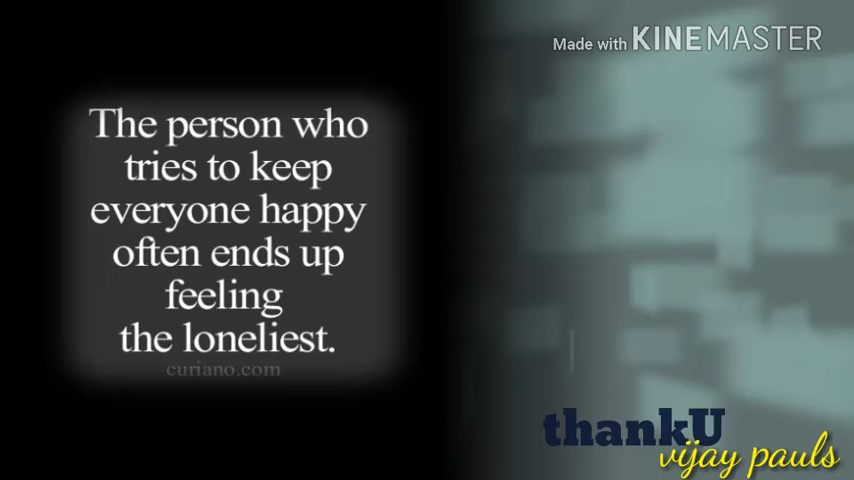 Made with KINEMASTER
The person who
tries to keep
everyone happy
often ends up
feeling
the loneliest.
curiano.com
thankU
vijay pauls